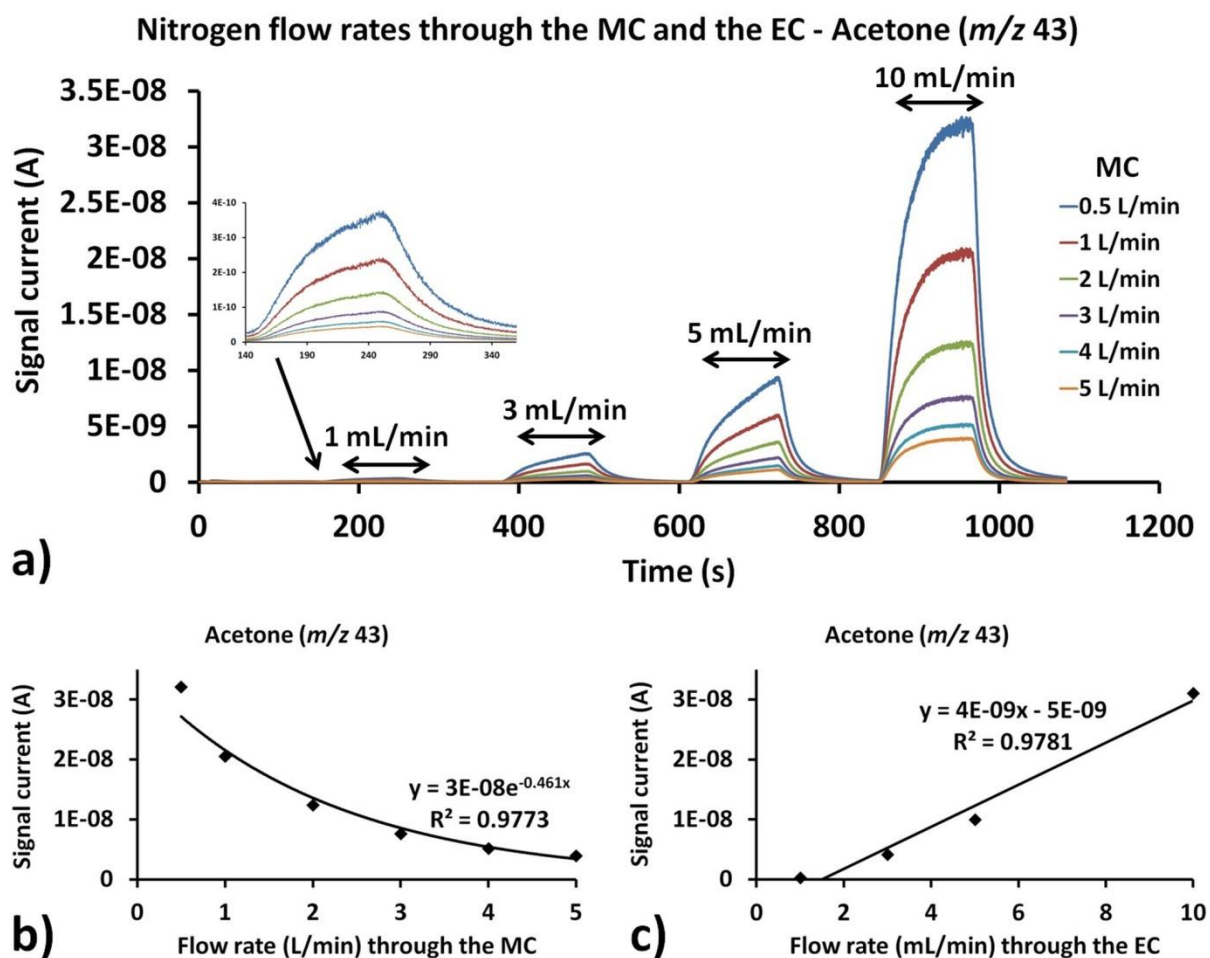 Nitrogen flow rates through the MC and the EC - Acetone (m/z 43)
3.5E-08
3E-08
2.5E-08
2E-08
1.5E-08
1E-08
5E-09
0
Signal current (A)
4E-10
3E-10
2E-10
1E-10
0
140
190
240
290
340
1 mL/min
3 mL/min
5 mL/min
10 mL/min
MC
0.5 L/min
1 L/min
2 L/min
3 L/min
4 L/min
5 L/min
0
200
400
600
800
1000
1200
Time (s)
a)
Acetone (m/z 43)
Signal current (A)
3E-08
2E-08
1E-08
0
y = 3E-08e^-0.461x
R² = 0.9773
0
1
2
3
4
5
Flow rate (L/min) through the MC
b)
Acetone (m/z 43)
Signal current (A)
3E-08
2E-08
1E-08
0
y = 4E-09x - 5E-09
R² = 0.9781
0
2
4
6
8
10
Flow rate (mL/min) through the EC
c)